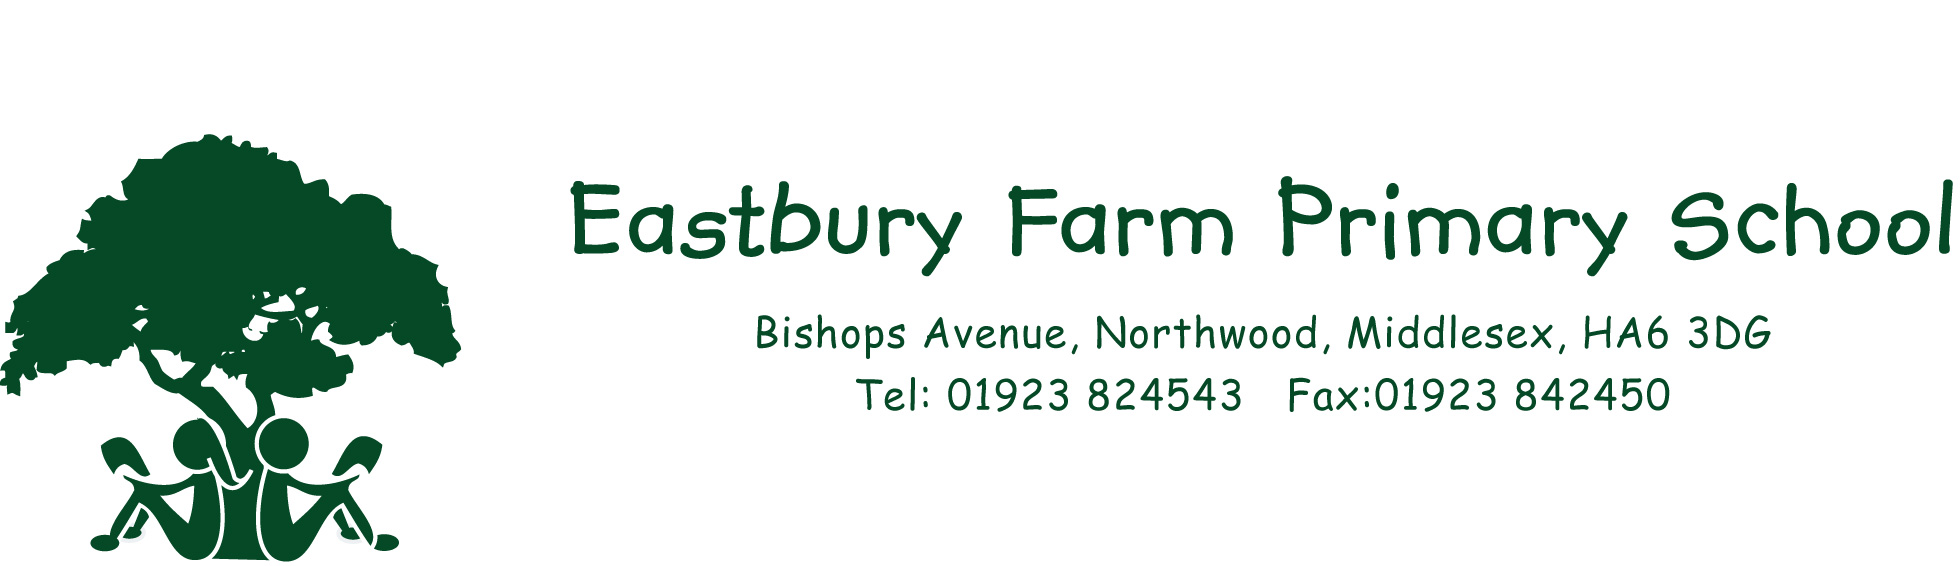 Eastbury Farm Primary School
Bishops Avenue, Northwood, Middlesex, HA6 3DG
Tel: 01923 824543 Fax:01923 842450